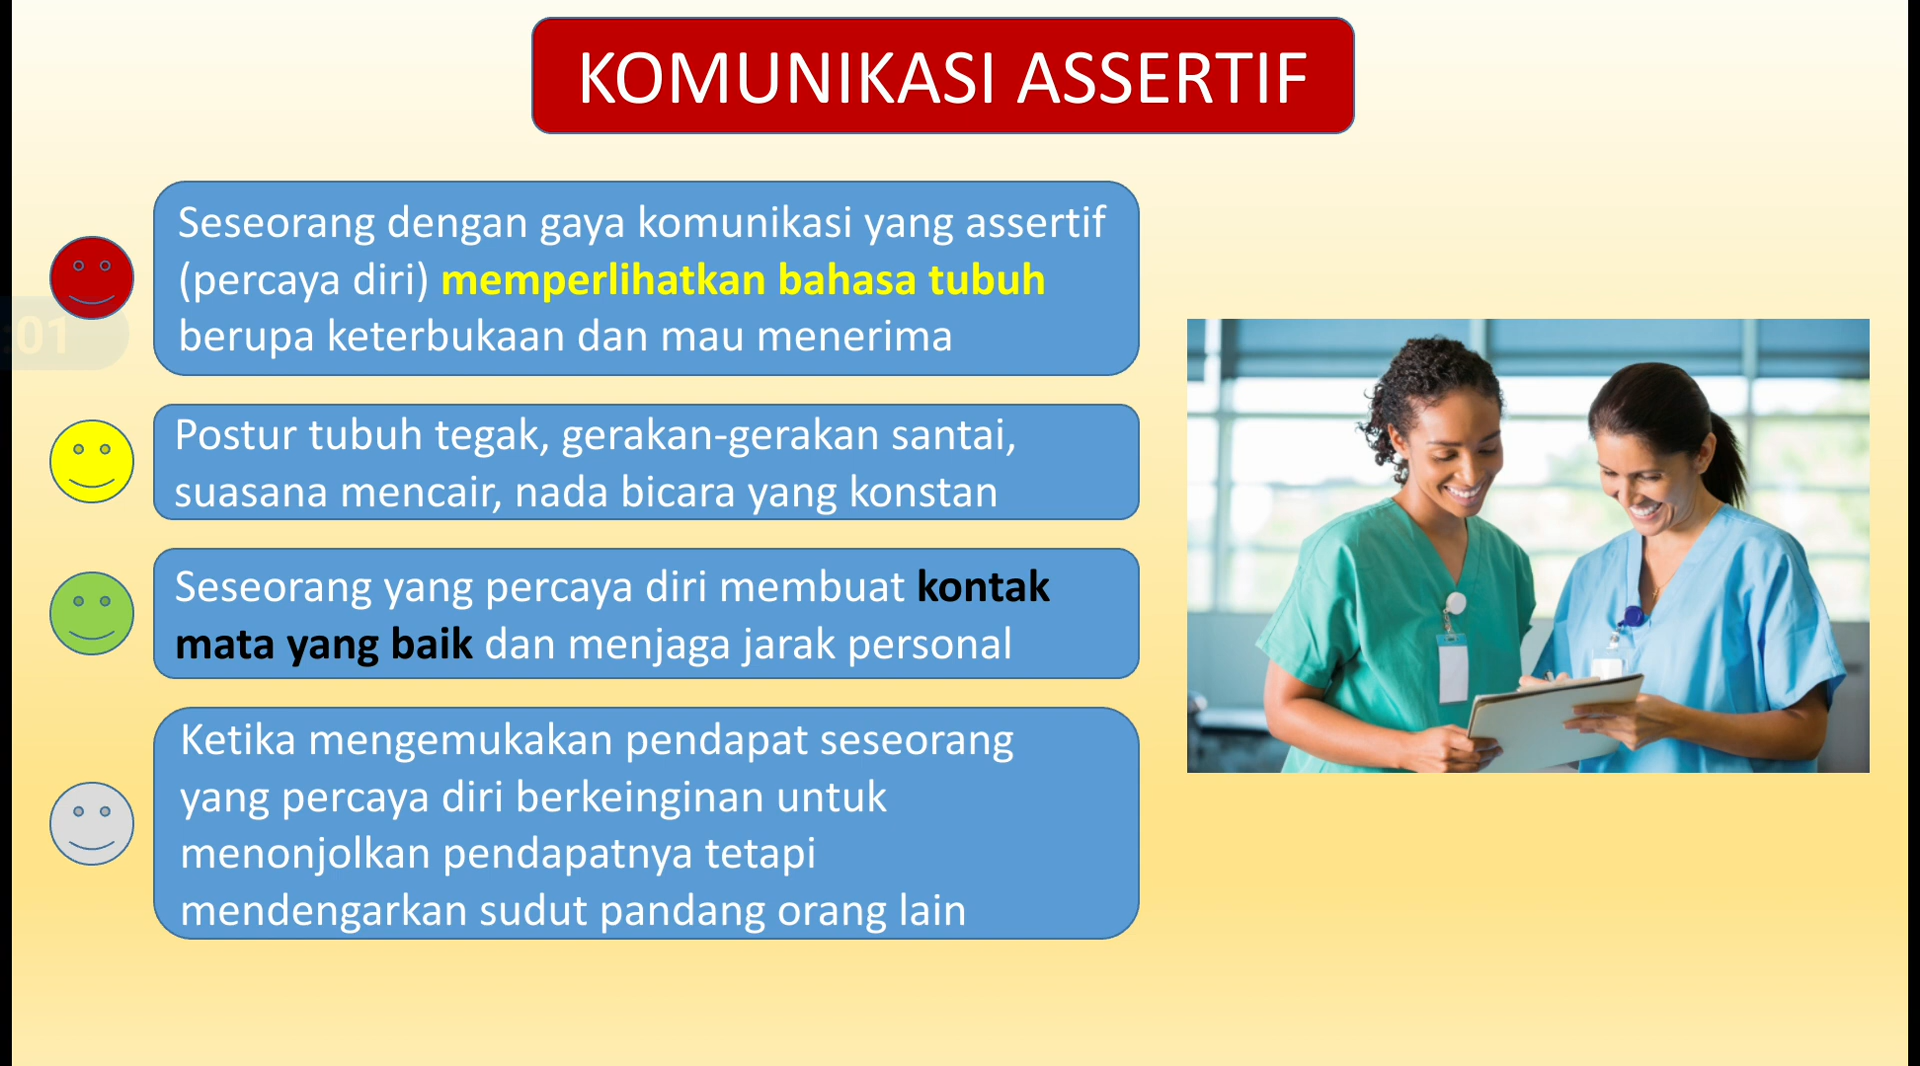 KOMUNIKASI ASSERTIF
Seseorang dengan gaya komunikasi yang assertif
(percaya diri) memperlihatkan bahasa tubuh
berupa keterbukaan dan mau menerima
:01
Postur tubuh tegak, gerakan-gerakan santai,
suasana mencair, nada bicara yang konstan
Seseorang yang percaya diri membuat kontak
mata yang baik dan menjaga jarak personal
Ketika mengemukakan pendapat seseorang
yang percaya diri berkeinginan untuk
menonjolkan pendapatnya tetapi
mendengarkan sudut pandang orang lain